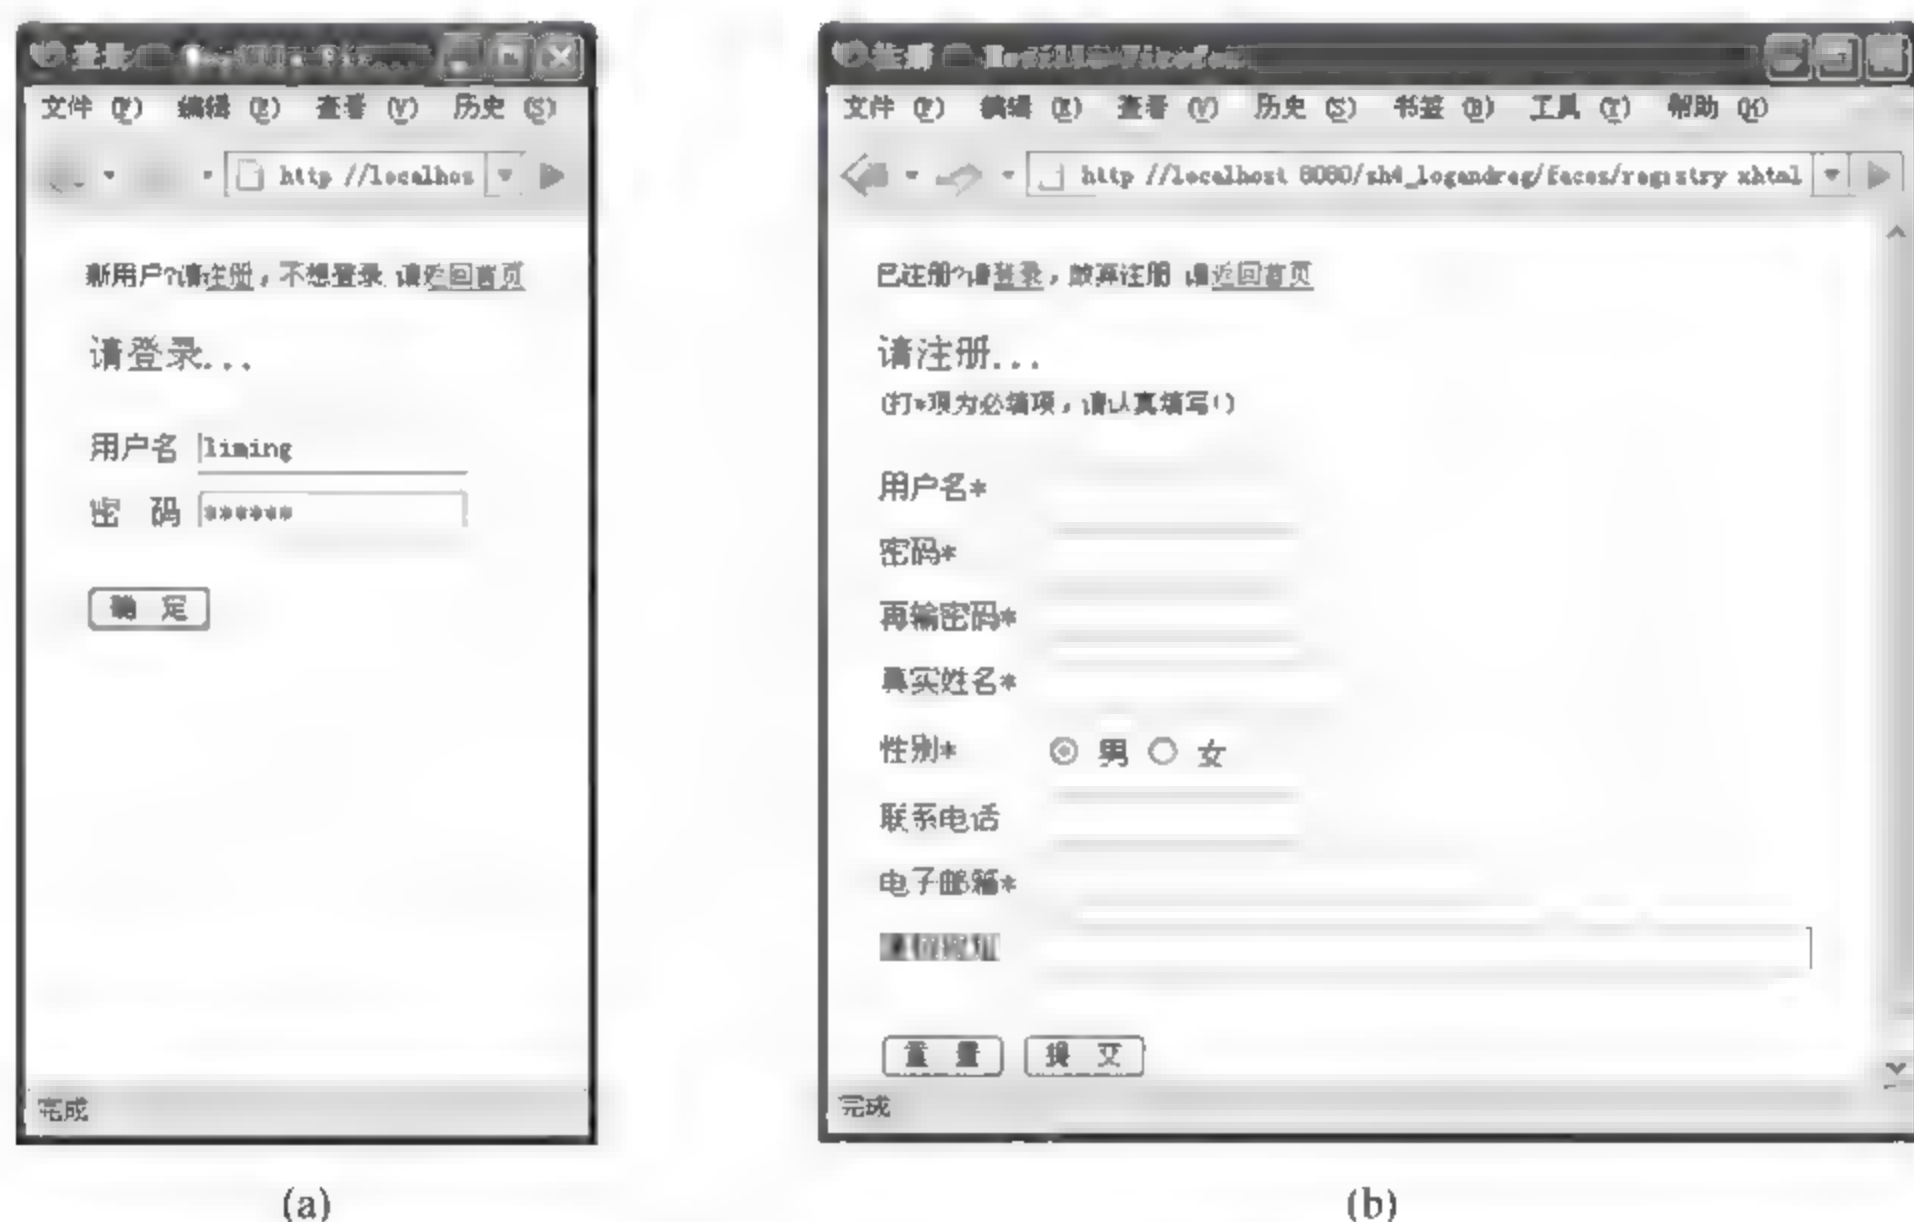 登录
文件 (F) 编辑 (E) 查看 (V) 历史 (S)
http //localhos
新用户?请注册，不想登录 请返回首页
请登录...
用户名 liming
密 码 ******
确 定
完成
(a)
注册 Mozilla Firefox
文件 (F) 编辑 (E) 查看 (V) 历史 (S) 书签 (B) 工具 (T) 帮助 (H)
http //localhost 8080/sh4_logandreg/faces/registry xhtml
已注册?请登录，放弃注册 请返回首页
请注册...
(打*项为必填项，请认真填写!)
用户名*
密码*
再输密码*
真实姓名*
性别* 男 女
联系电话
电子邮箱*
重 置 提 交
完成
(b)